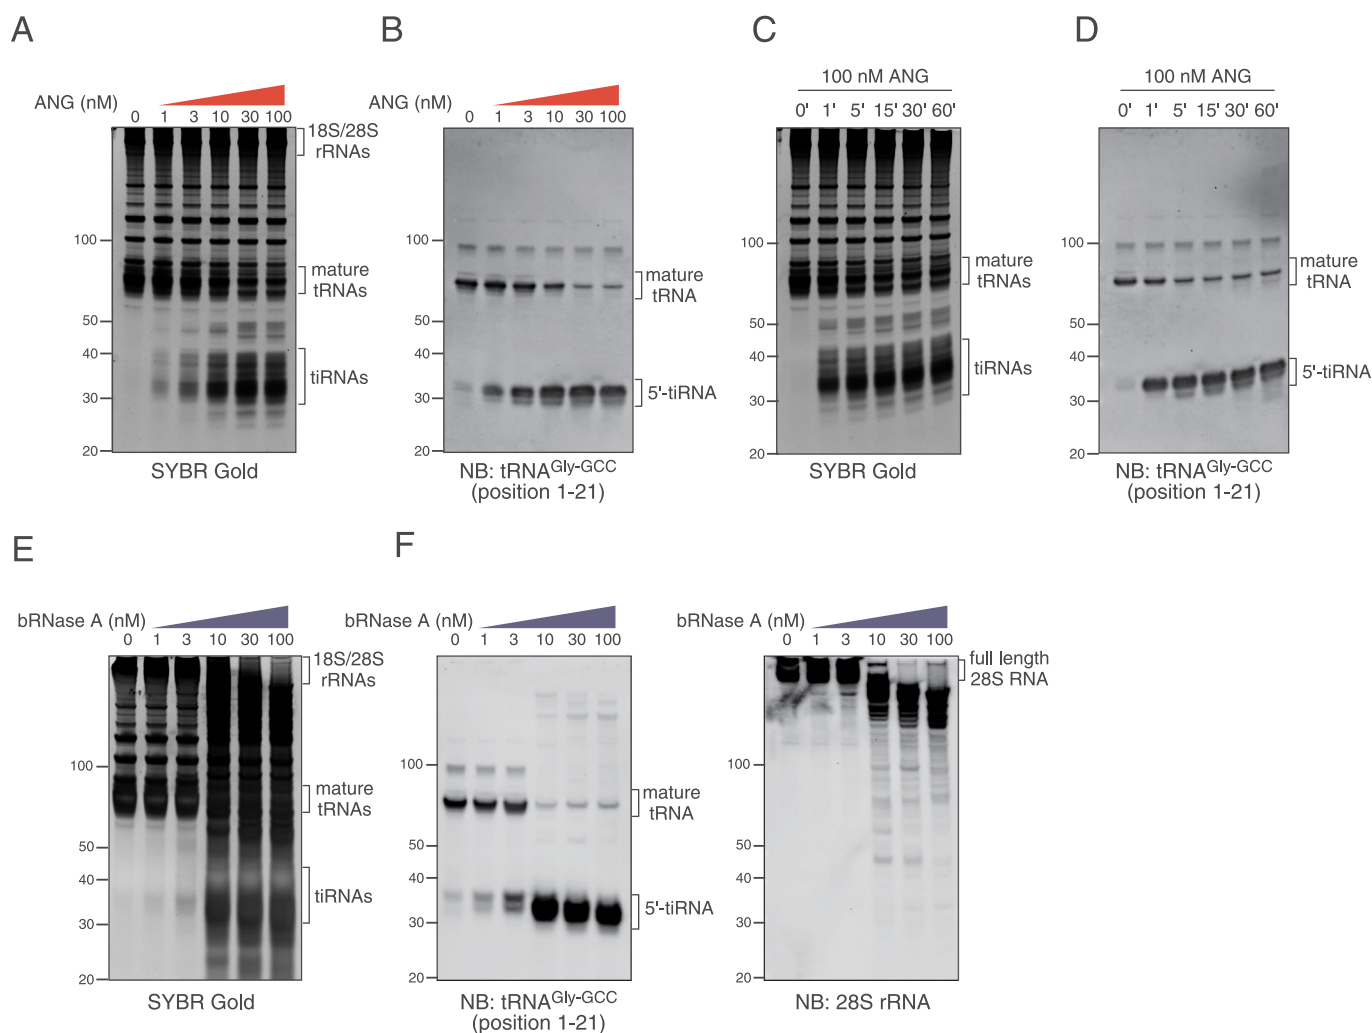 A
ANG (nM)
0 1 3 10 30 100
18S/28S
rRNAs
100
mature
tRNAs
50
40
tiRNAs
30
20
SYBR Gold
B
ANG (nM)
0 1 3 10 30 100
100
mature
tRNA
50
40
5'-tiRNA
30
20
NB: tRNAGly-GCC
(position 1-21)
C
100 nM ANG
0' 1' 5' 15' 30' 60'
100
mature
tRNAs
50
40
tiRNAs
30
20
SYBR Gold
D
100 nM ANG
0' 1' 5' 15' 30' 60'
100
mature
tRNA
50
40
5'-tiRNA
30
20
NB: tRNAGly-GCC
(position 1-21)
E
bRNase A (nM)
0 1 3 10 30 100
18S/28S
rRNAs
100
mature
tRNAs
50
40
tiRNAs
30
20
SYBR Gold
F
bRNase A (nM)
0 1 3 10 30 100
100
mature
tRNA
50
40
5'-tiRNA
30
20
NB: tRNAGly-GCC
(position 1-21)
bRNase A (nM)
0 1 3 10 30 100
full length
28S RNA
100
50
40
30
20
NB: 28S rRNA